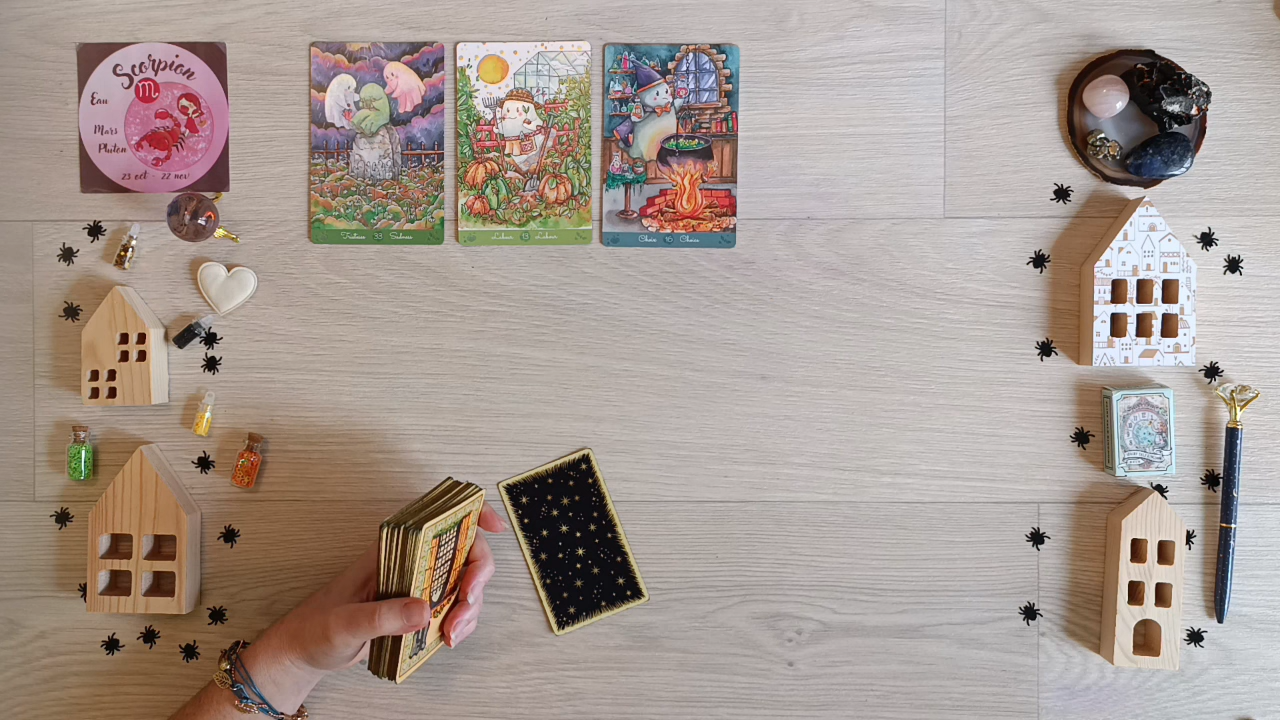 Scorpion
♏
Eau
Mars
Pluton
23 oct - 22 nov
Tristesse 33 Sadness
Labeur 13 Labour
Choix 16 Choice